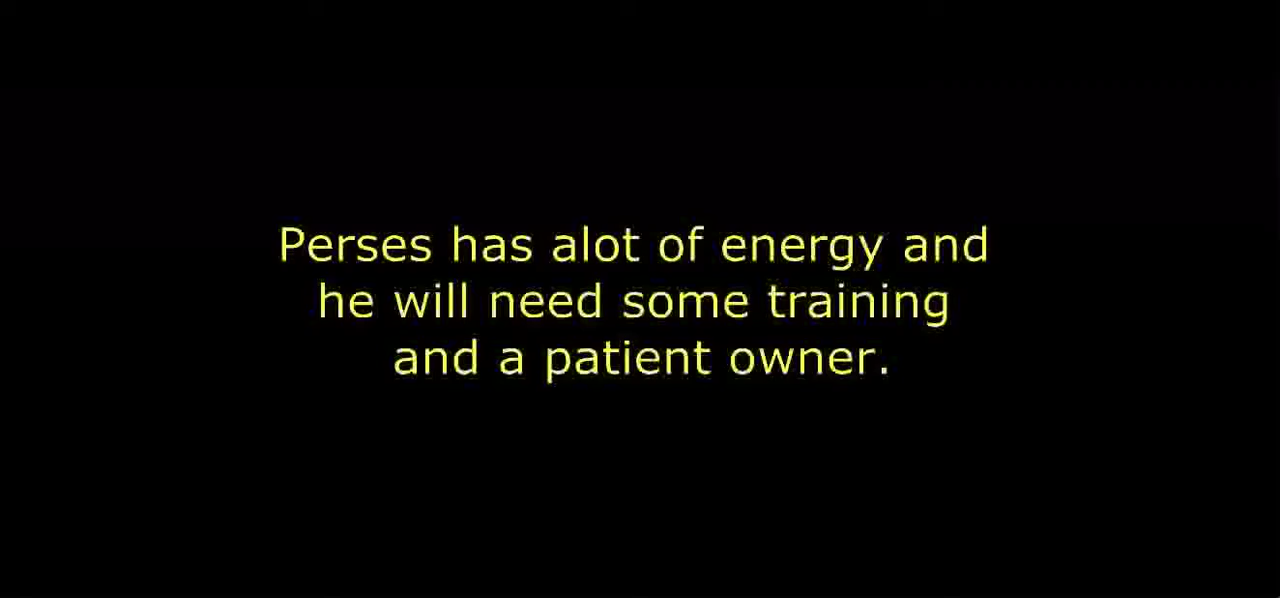 Perses has alot of energy and
he will need some training
and a patient owner.